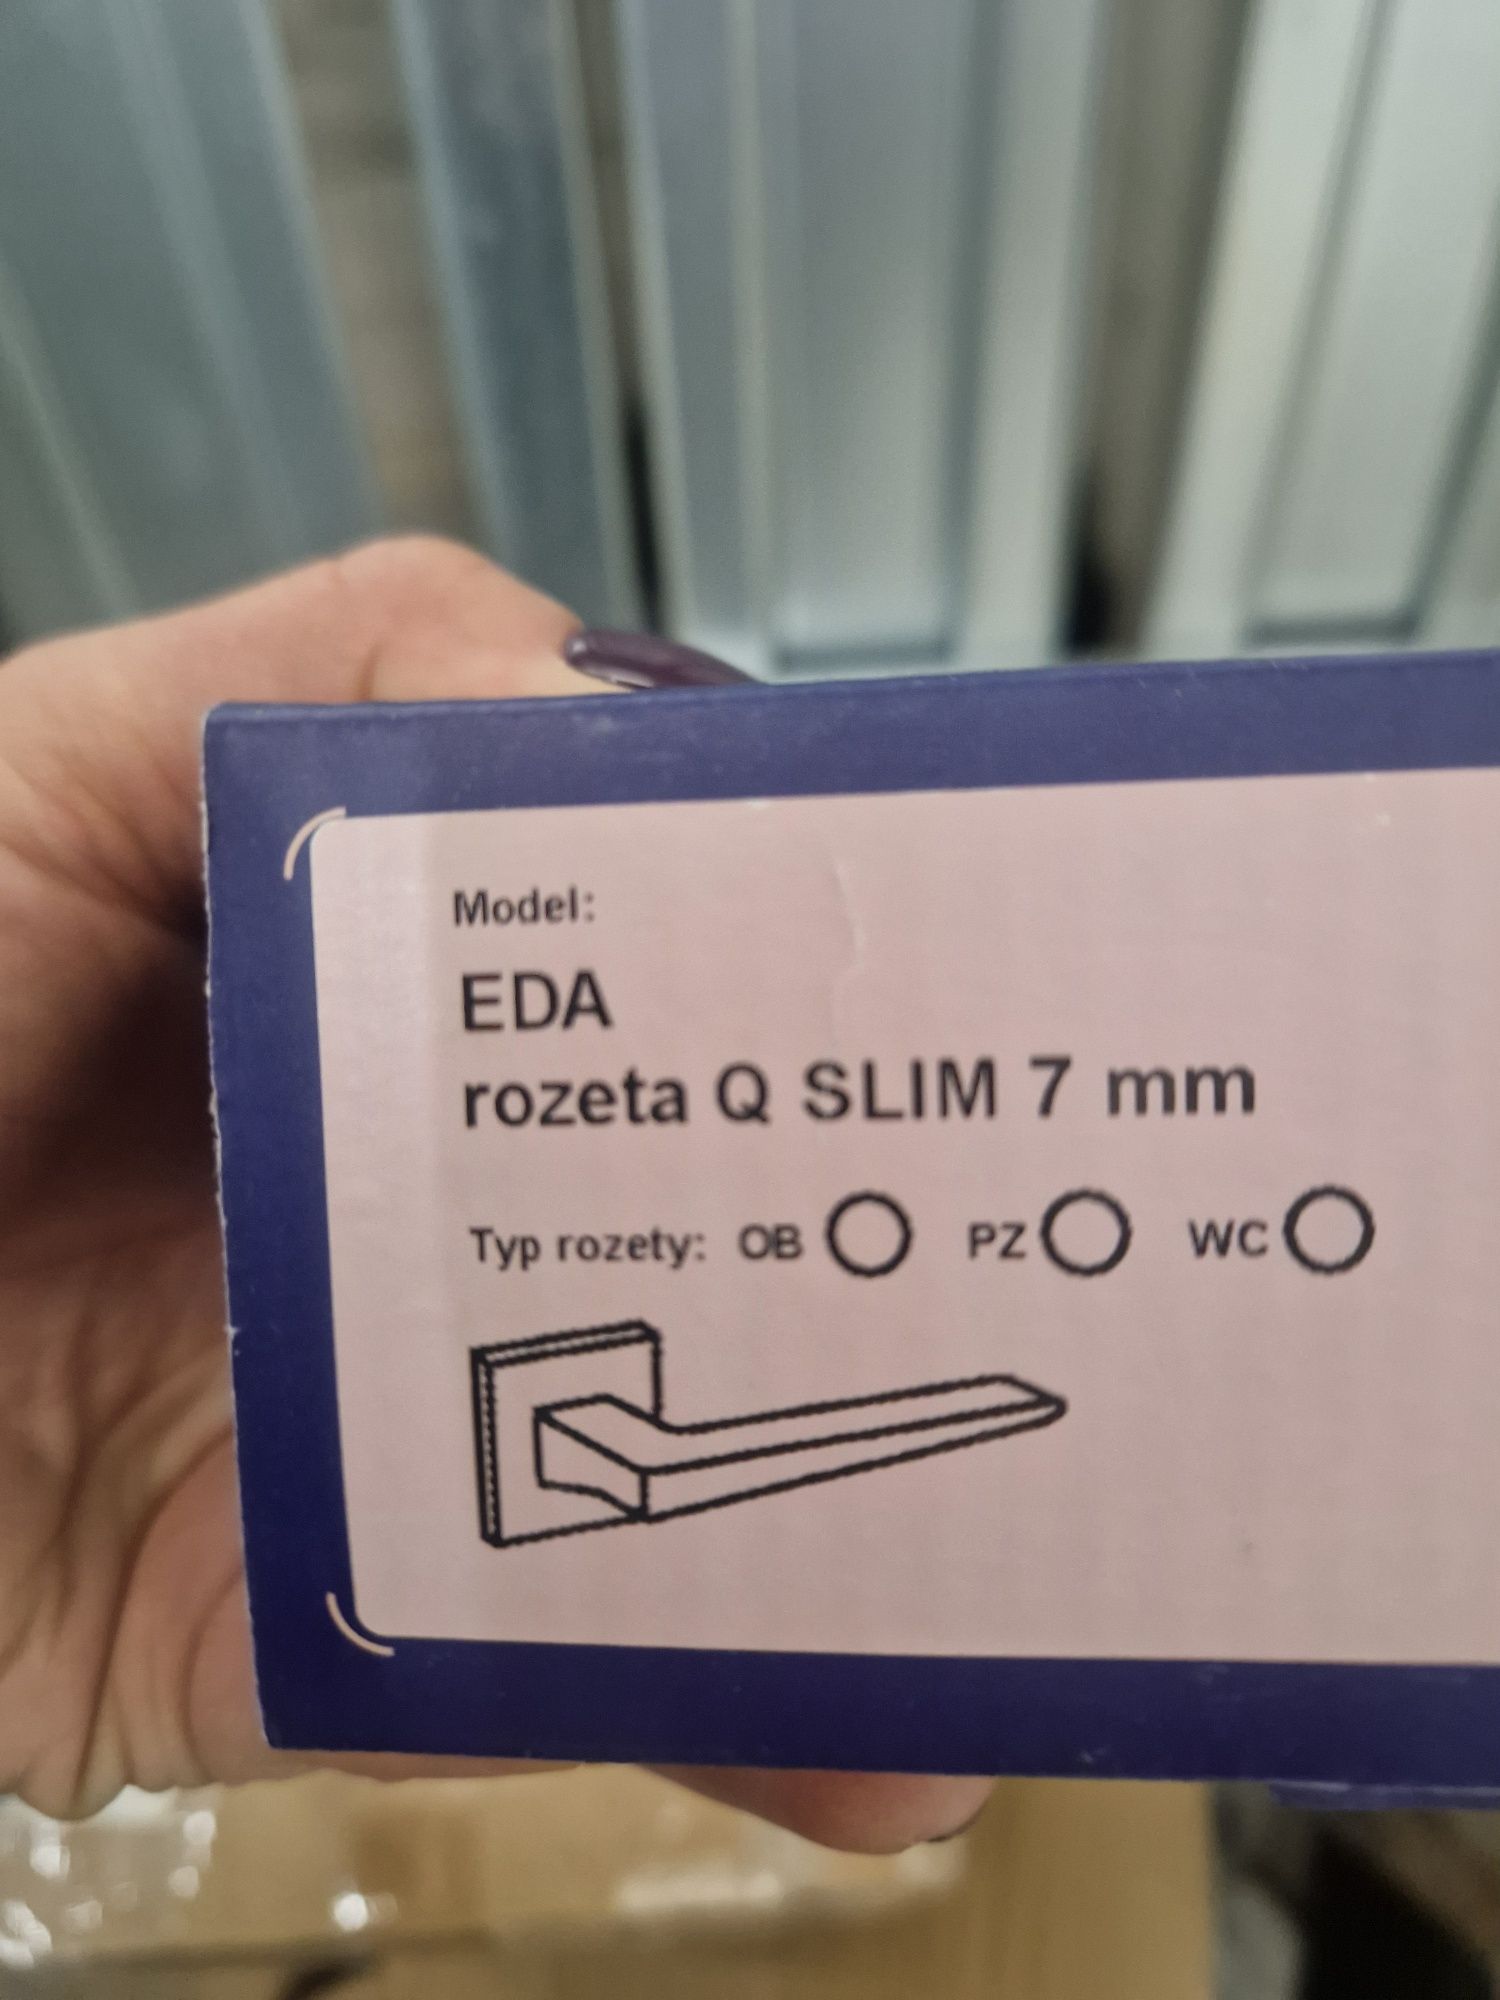 Model:
EDA
rozeta Q SLIM 7 mm
Typ rozety: OB PZ WC